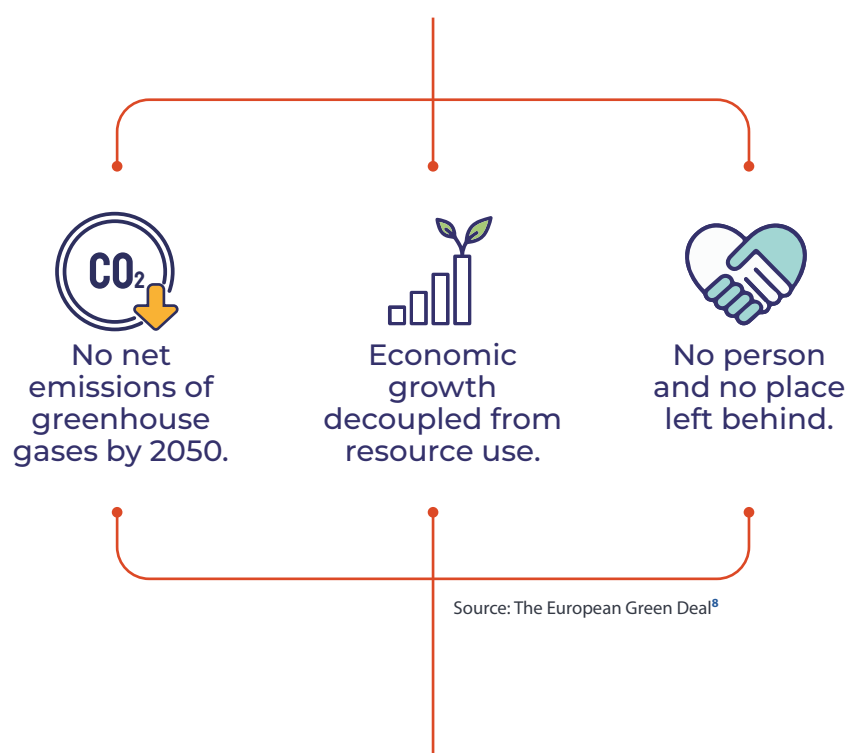 CO₂
No net
emissions of
greenhouse
gases by 2050.
Economic
growth
decoupled from
resource use.
No person
and no place
left behind.
Source: The European Green Deal⁸